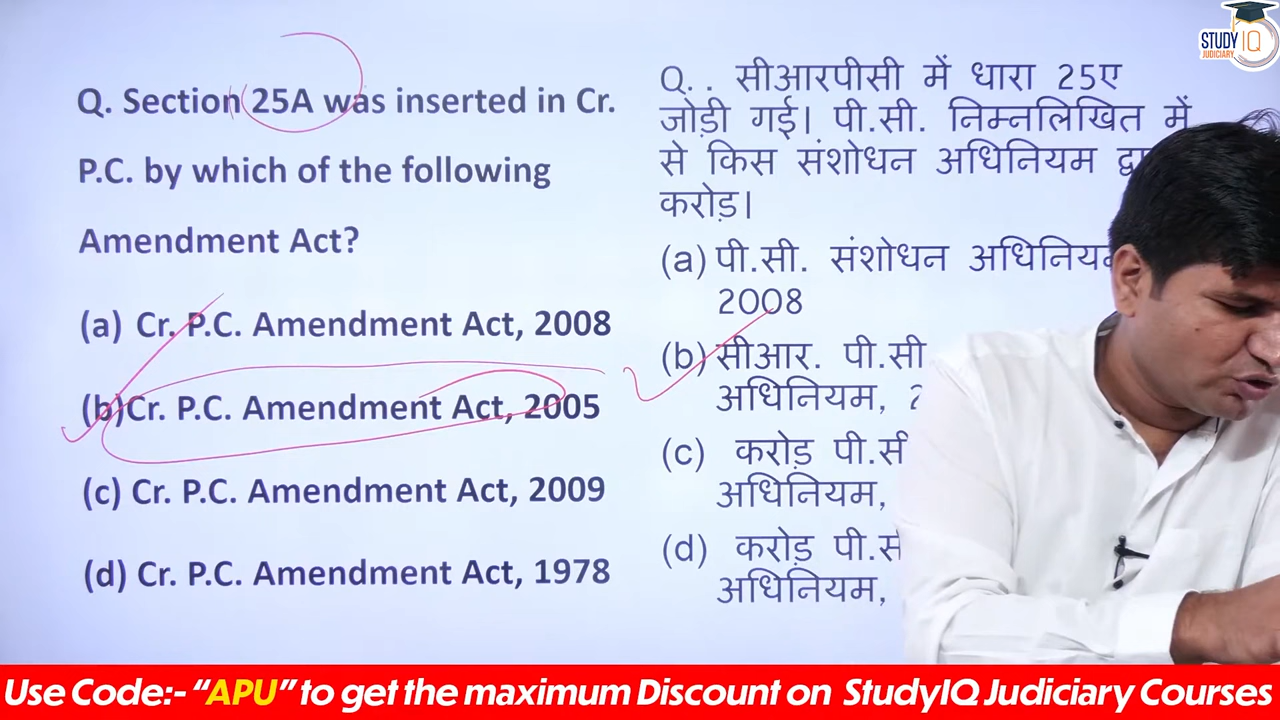 Q. Section 25A was inserted in Cr.
P.C. by which of the following
Amendment Act?
(a) Cr. P.C. Amendment Act, 2008
(b)Cr. P.C. Amendment Act, 2005
(c) Cr. P.C. Amendment Act, 2009
(d) Cr. P.C. Amendment Act, 1978
Q. . सीआरपीसी में धारा 25ए
जोड़ी गई। पी.सी. निम्नलिखित में
से किस संशोधन अधिनियम
करोड़।
(a) पी.सी. संशोधन
2008
(b) सीआर. पी.सी
अधिनियम,
(c) करोड़
अधिनियम,
(d) करोड़
अधिनियम,
STUDY IQ
JUDICIARY
Use Code:- “APU” to get the maximum Discount on StudyIQ Judiciary Courses